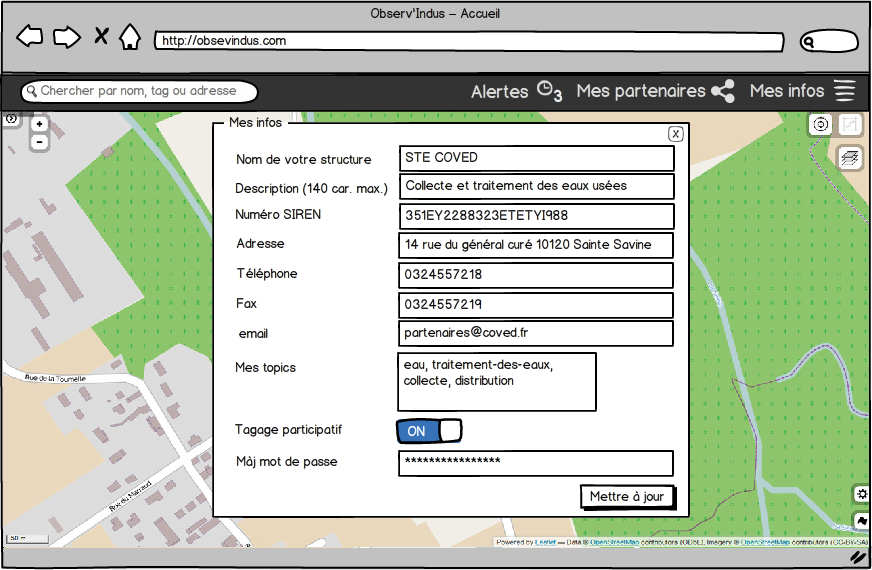 Observ'Indus – Accueil
http://obsevindus.com
Chercher par nom, tag ou adresse
Alertes 3 Mes partenaires Mes infos
Mes infos
X
+
-
Nom de votre structure STE COVED
Description (140 car. max.) Collecte et traitement des eaux usées
Numéro SIREN 351EY2288323ETETYI988
Adresse 14 rue du général curé 10120 Sainte Savine
Téléphone 0324557218
Fax 0324557219
email partenaires@coved.fr
Mes topics eau, traitement-des-eaux,
collecte, distribution
Tagage participatif ON
Màj mot de passe ****************
Mettre à jour
Rue de la Tournelle
Rue du Marraud
50 m
Powered by Leaflet — Data © OpenStreetMap contributors (ODbL), Imagery © OpenStreetMap contributors (CC-BY-SA)